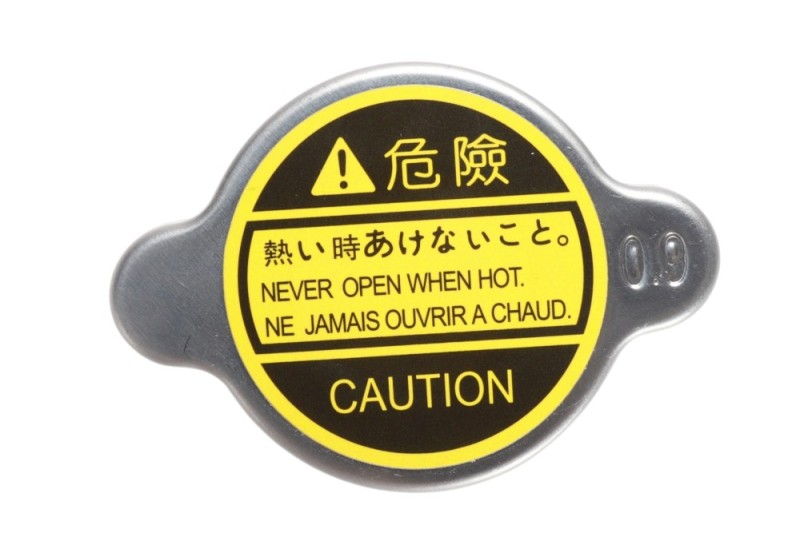 危險
熱い時あけないこと。
NEVER OPEN WHEN HOT.
NE JAMAIS OUVRIR A CHAUD.
CAUTION
0.9